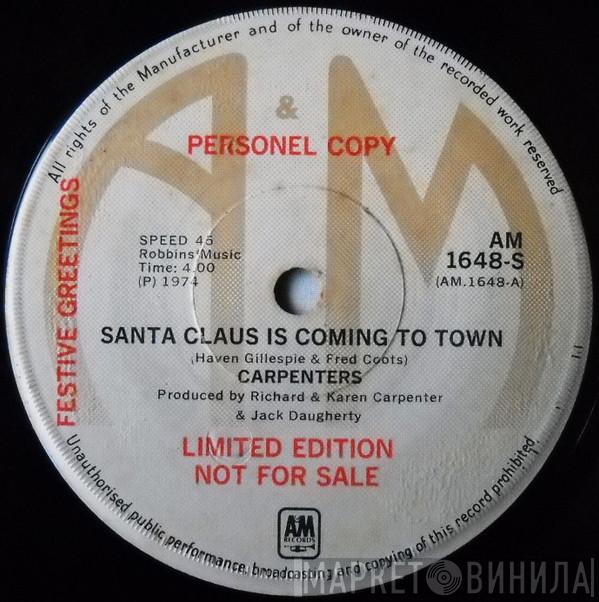 All rights of the Manufacturer and of the owner of the recorded work reserved
A&M
PERSONEL COPY
FESTIVE GREETINGS
SPEED 45
Robbins Music
Time: 4.00
(P) 1974
AM
1648-S
(AM.1648-A)
SANTA CLAUS IS COMING TO TOWN
(Haven Gillespie & Fred Coots)
CARPENTERS
Produced by Richard & Karen Carpenter
& Jack Daugherty
LIMITED EDITION
NOT FOR SALE
A&M
RECORDS
Unauthorised public performance, broadcasting and copying of this record prohibited
МАРКЕТ ВИНИЛА